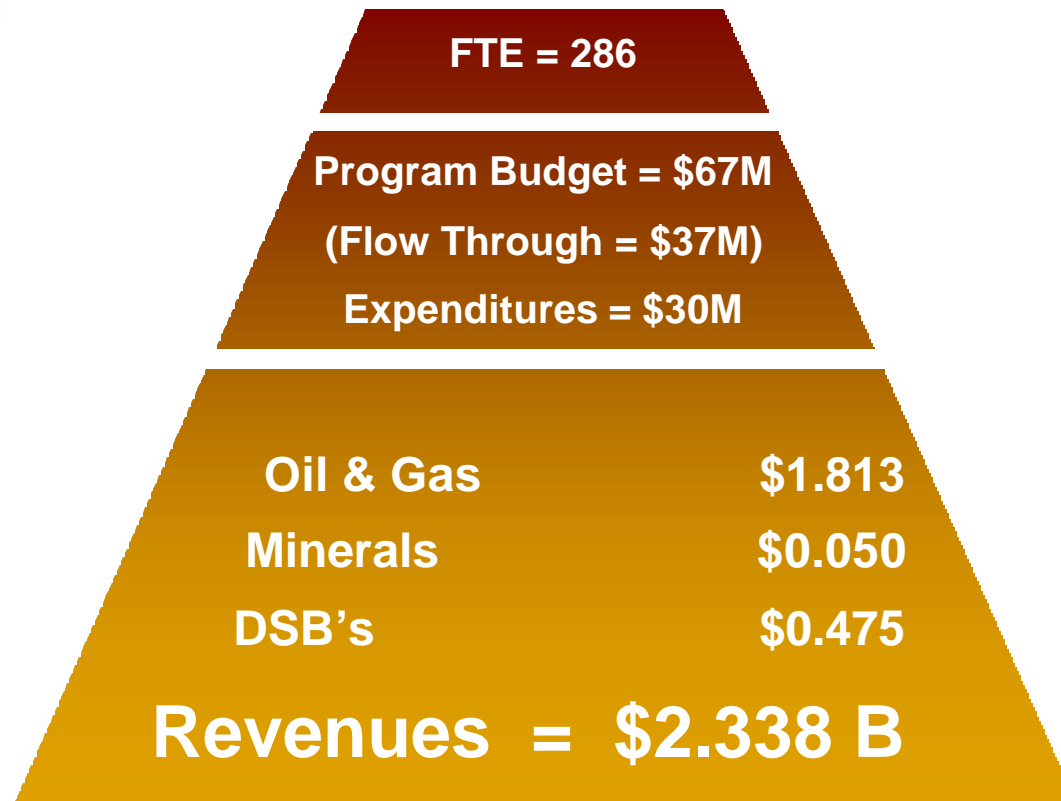 FTE = 286
Program Budget = $67M
(Flow Through = $37M)
Expenditures = $30M
Oil & Gas $1.813
Minerals $0.050
DSB’s $0.475
Revenues = $2.338 B